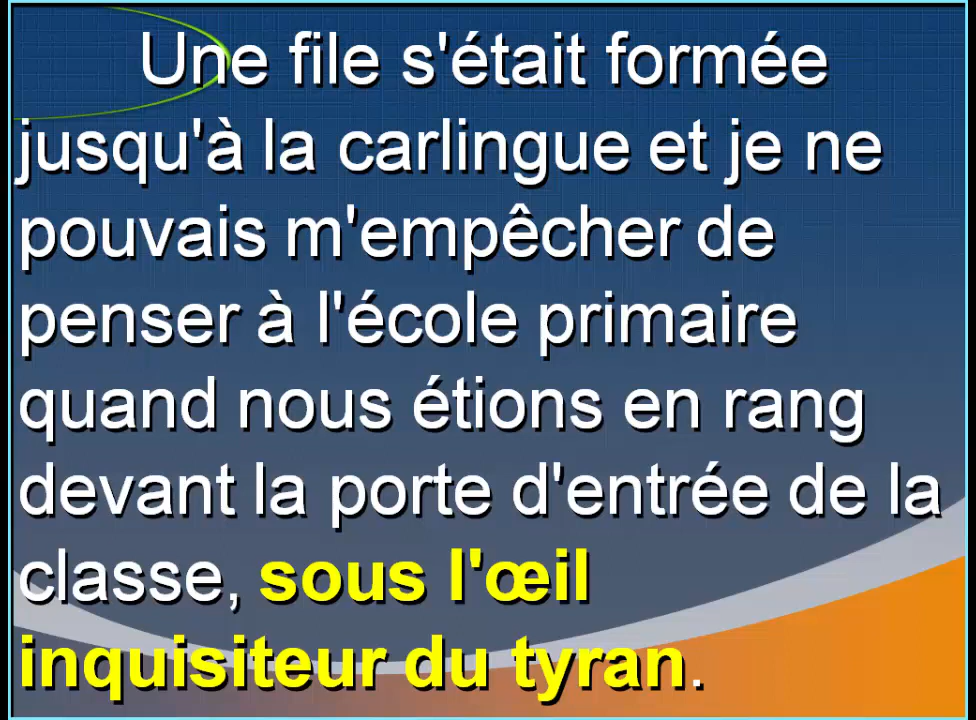 Une file s'était formée
jusqu'à la carlingue et je ne
pouvais m'empêcher de
penser à l'école primaire
quand nous étions en rang
devant la porte d'entrée de la
classe, sous l'œil
inquisiteur du tyran.